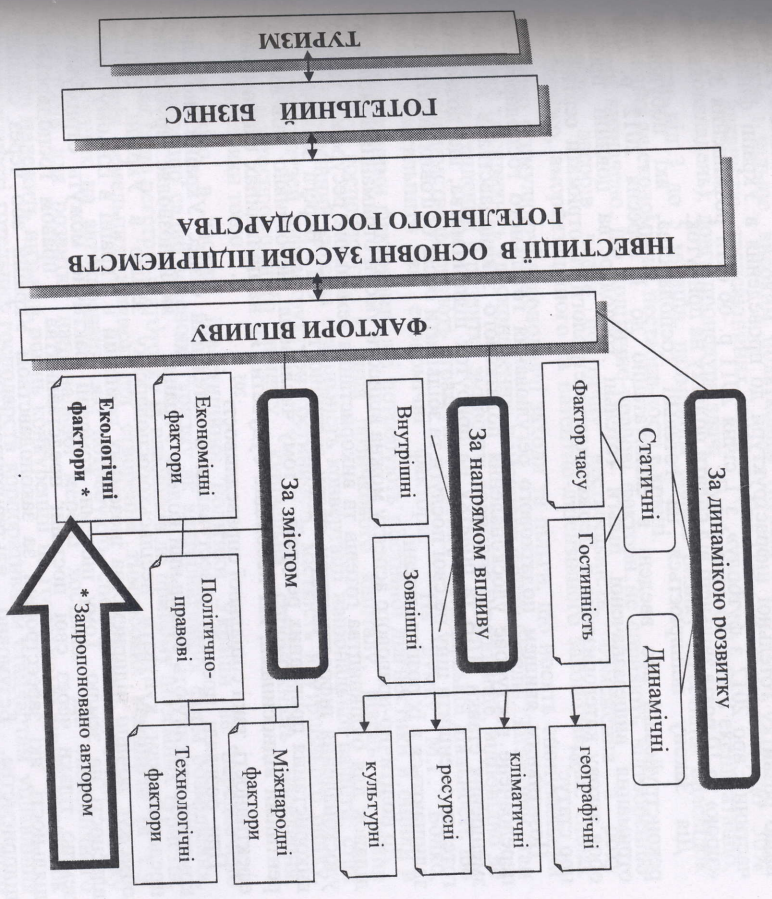 ТУРИЗМ
ГОТЕЛЬНИЙ БІЗНЕС
ІНВЕСТИЦІЇ В ОСНОВНІ ЗАСОБИ ПІДПРИЄМСТВ
ГОТЕЛЬНОГО ГОСПОДАРСТВА
ФАКТОРИ ВПЛИВУ
За динамікою розвитку
Статичні
Динамічні
Фактор часу
Гостинність
географічні
кліматичні
ресурсні
культурні
За напрямом впливу
Внутрішні
Зовнішні
За змістом
Економічні
фактори
Екологічні
фактори *
Політично-
правові
Міжнародні
фактори
Технологічні
фактори
* Запропоновано автором